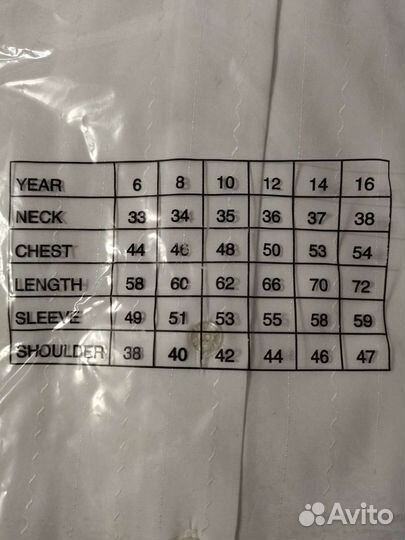 YEAR 6 8 10 12 14 16
NECK 33 34 35 36 37 38
CHEST 44 46 48 50 53 54
LENGTH 58 60 62 66 70 72
SLEEVE 49 51 53 55 58 59
SHOULDER 38 40 42 44 46 47
Avito